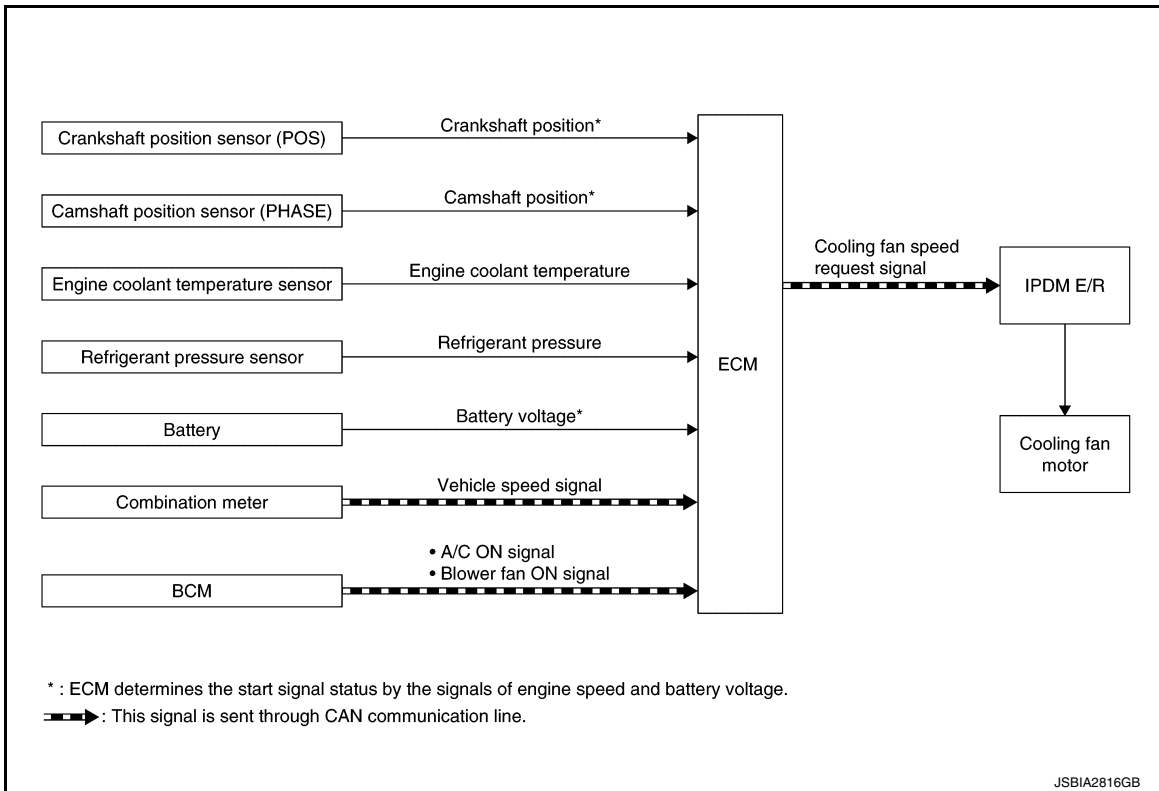 Crankshaft position sensor (POS)
Crankshaft position*
Camshaft position sensor (PHASE)
Camshaft position*
Engine coolant temperature sensor
Engine coolant temperature
Refrigerant pressure sensor
Refrigerant pressure
Battery
Battery voltage*
Combination meter
Vehicle speed signal
BCM
• A/C ON signal
• Blower fan ON signal
ECM
Cooling fan speed
request signal
IPDM E/R
Cooling fan
motor
* : ECM determines the start signal status by the signals of engine speed and battery voltage.
: This signal is sent through CAN communication line.
JSBIA2816GB